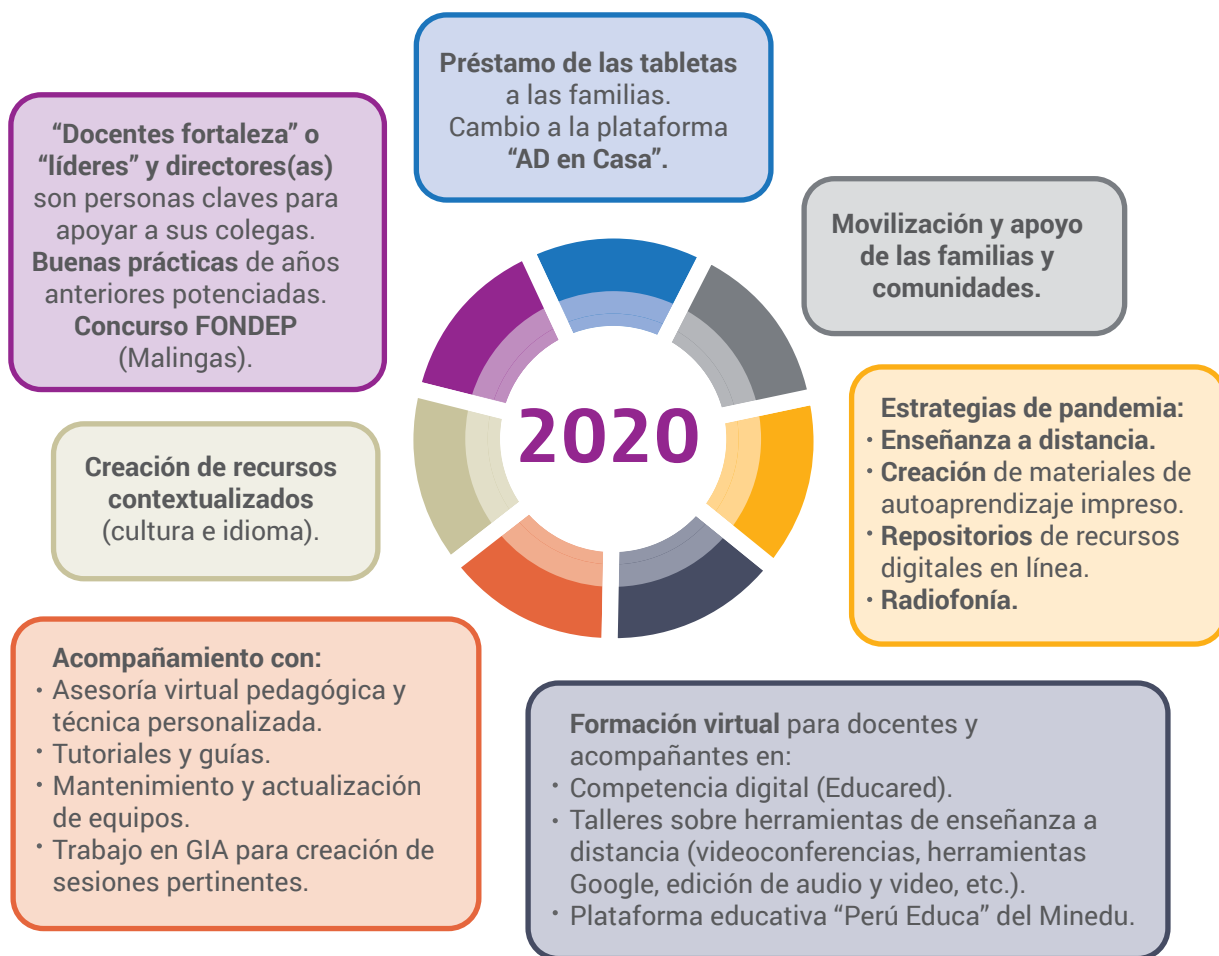 Préstamo de las tabletas
a las familias.
Cambio a la plataforma
“AD en Casa”.
“Docentes fortaleza” o
“líderes” y directores(as)
son personas claves para
apoyar a sus colegas.
Buenas prácticas de años
anteriores potenciadas.
Concurso FONDEP
(Malingas).
Movilización y apoyo
de las familias y
comunidades.
2020
Estrategias de pandemia:
• Enseñanza a distancia.
• Creación de materiales de
autoaprendizaje impreso.
• Repositorios de recursos
digitales en línea.
• Radiofonía.
Creación de recursos
contextualizados
(cultura e idioma).
Acompañamiento con:
• Asesoría virtual pedagógica y
técnica personalizada.
• Tutoriales y guías.
• Mantenimiento y actualización
de equipos.
• Trabajo en GIA para creación de
sesiones pertinentes.
Formación virtual para docentes y
acompañantes en:
• Competencia digital (Educared).
• Talleres sobre herramientas de enseñanza a
distancia (videoconferencias, herramientas
Google, edición de audio y video, etc.).
• Plataforma educativa “Perú Educa” del Minedu.